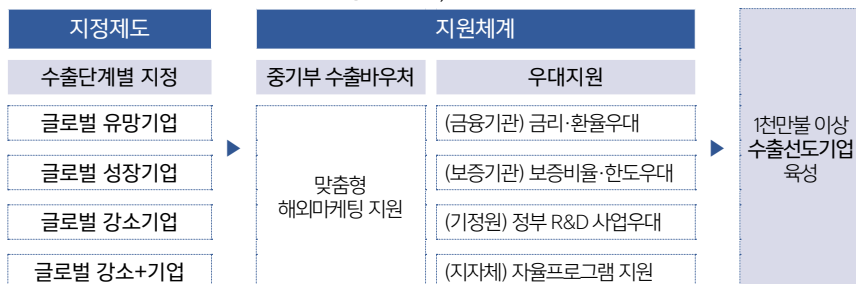 지정제도
지원체계
수출단계별 지정
중기부 수출바우처
우대지원
글로벌 유망기업
글로벌 성장기업
글로벌 강소기업
글로벌 강소+기업
맞춤형
해외마케팅 지원
(금융기관) 금리·환율우대
(보증기관) 보증비율·한도우대
(기정원) 정부 R&D 사업우대
(지자체) 자율프로그램 지원
1천만불 이상
수출선도기업
육성